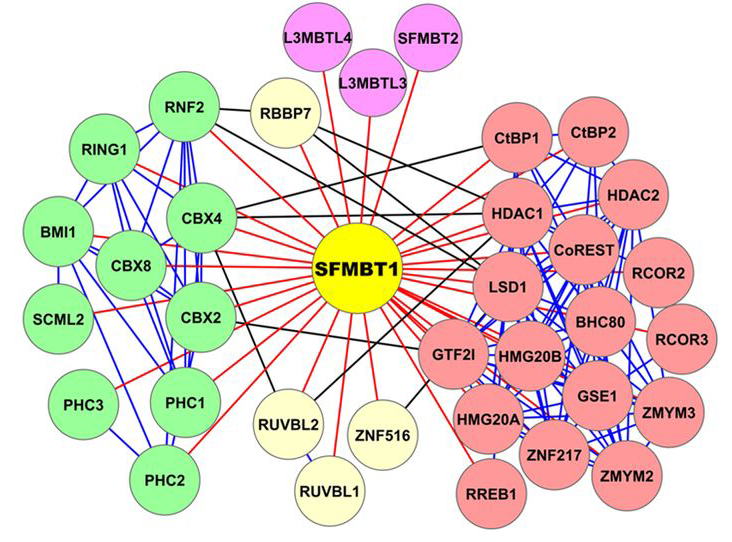 L3MBTL4
SFMBT2
L3MBTL3
RNF2
RBBP7
RING1
CtBP1
CtBP2
HDAC2
CBX4
HDAC1
BMI1
CBX8
CoREST
SFMBT1
RCOR2
LSD1
SCML2
CBX2
BHC80
RCOR3
GTF2I
HMG20B
PHC3
PHC1
GSE1
ZMYM3
RUVBL2
ZNF516
HMG20A
ZNF217
PHC2
RUVBL1
RREB1
ZMYM2